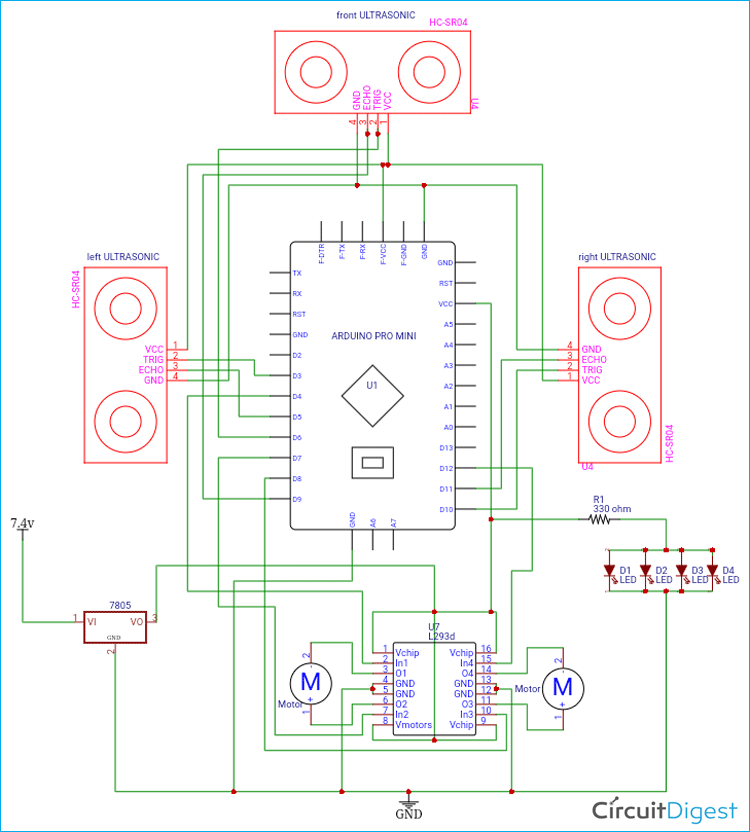 front ULTRASONIC
HC-SR04
GND
ECHO
TRIG
VCC
U4
4
3
2
1
left ULTRASONIC
HC-SR04
VCC 1
TRIG 2
ECHO 3
GND 4
right ULTRASONIC
4 GND
3 ECHO
2 TRIG
1 VCC
HC-SR04
U4
F-DTR
F-TX
F-RX
F-VCC
F-GND
GND
TX
RX
RST
GND
D2
D3
D4
D5
D6
D7
D8
D9
ARDUINO PRO MINI
U1
GND
RST
VCC
A5
A4
A3
A2
A1
A0
D13
D12
D11
D10
GND
A6
A7
7.4v
7805
1 VI
VO 3
GND
2
R1
330 ohm
D1
LED
D2
LED
D3
LED
D4
LED
U7
L293d
1 Vchip
2 In1
3 O1
4 GND
5 GND
6 O2
7 In2
8 Vmotors
Vchip 16
In4 15
O4 14
GND 13
GND 12
O3 11
In3 10
Vchip 9
2
-
M
+
1
Motor
2
-
M
+
1
Motor
GND
CircuitDigest